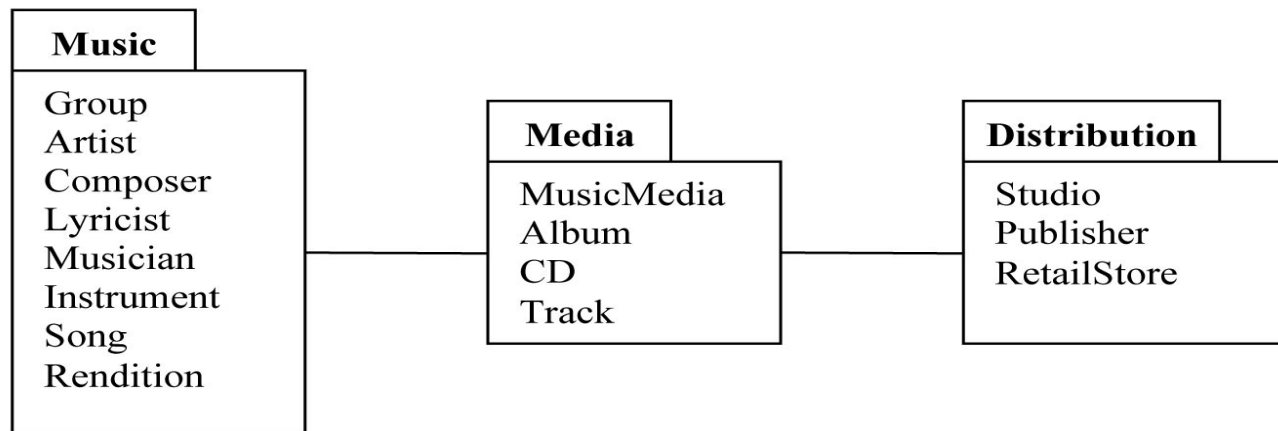 Music
Group
Artist
Composer
Lyricist
Musician
Instrument
Song
Rendition
Media
MusicMedia
Album
CD
Track
Distribution
Studio
Publisher
RetailStore